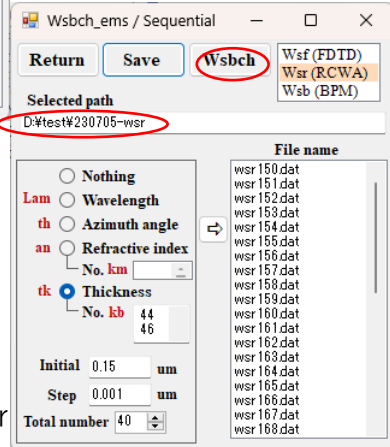 Wsbch_ems / Sequential
Return Save Wsbch
Wsf (FDTD)
Wsr (RCWA)
Wsb (BPM)
Selected path
D:¥test¥230705-wsr
File name
Nothing
Lam Wavelength
th Azimuth angle
an Refractive index
No. km
tk Thickness
No. kb 44
46
Initial 0.15 um
Step 0.001 um
r Total number 40
wsr150.dat
wsr151.dat
wsr152.dat
wsr153.dat
wsr154.dat
wsr155.dat
wsr156.dat
wsr157.dat
wsr158.dat
wsr159.dat
wsr160.dat
wsr161.dat
wsr162.dat
wsr163.dat
wsr164.dat
wsr165.dat
wsr166.dat
wsr167.dat
wsr168.dat